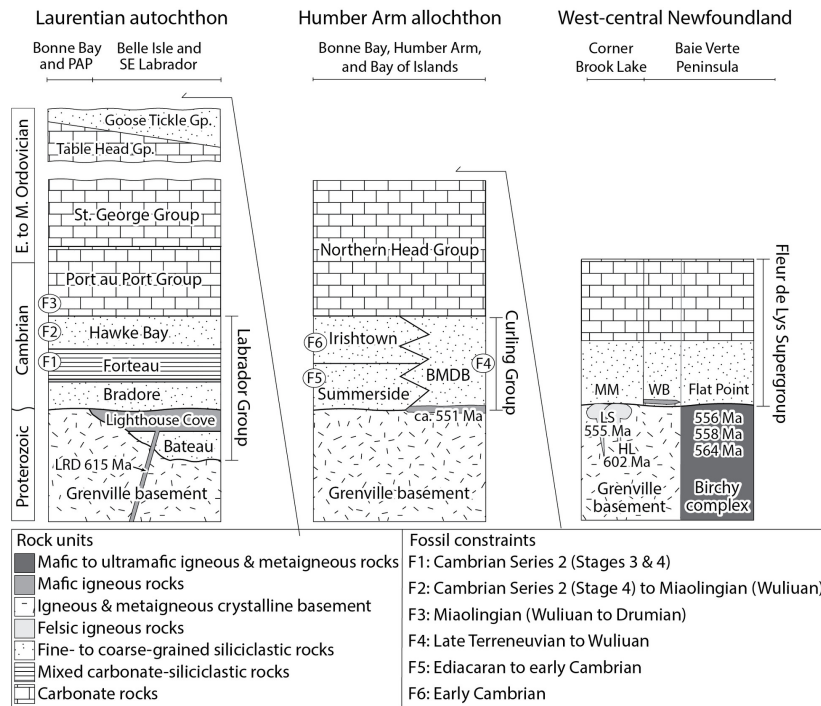 Laurentian autochthon
Bonne Bay
and PAP
Belle Isle and
SE Labrador
Humber Arm allochthon
Bonne Bay, Humber Arm,
and Bay of Islands
West-central Newfoundland
Corner
Brook Lake
Baie Verte
Peninsula
E. to M. Ordovician
Cambrian
Proterozoic
Goose Tickle Gp.
Table Head Gp.
St. George Group
Port au Port Group
F3
F2
Hawke Bay
F1
Forteau
Bradore
Lighthouse Cove
Bateau
LRD 615 Ma
Grenville basement
Labrador Group
Northern Head Group
F6
Irishtown
F5
Summerside
BMDB
F4
ca. 551 Ma
Grenville basement
Curling Group
MM
WB
Flat Point
LS
555 Ma
HL
602 Ma
Grenville
basement
556 Ma
558 Ma
564 Ma
Birchy
complex
Fleur de Lys Supergroup
Rock units
Mafic to ultramafic igneous & metaigneous rocks
Mafic igneous rocks
Igneous & metaigneous crystalline basement
Felsic igneous rocks
Fine- to coarse-grained siliciclastic rocks
Mixed carbonate-siliciclastic rocks
Carbonate rocks
Fossil constraints
F1: Cambrian Series 2 (Stages 3 & 4)
F2: Cambrian Series 2 (Stage 4) to Miaolingian (Wuliuan)
F3: Miaolingian (Wuliuan to Drumian)
F4: Late Terreneuvian to Wuliuan
F5: Ediacaran to early Cambrian
F6: Early Cambrian